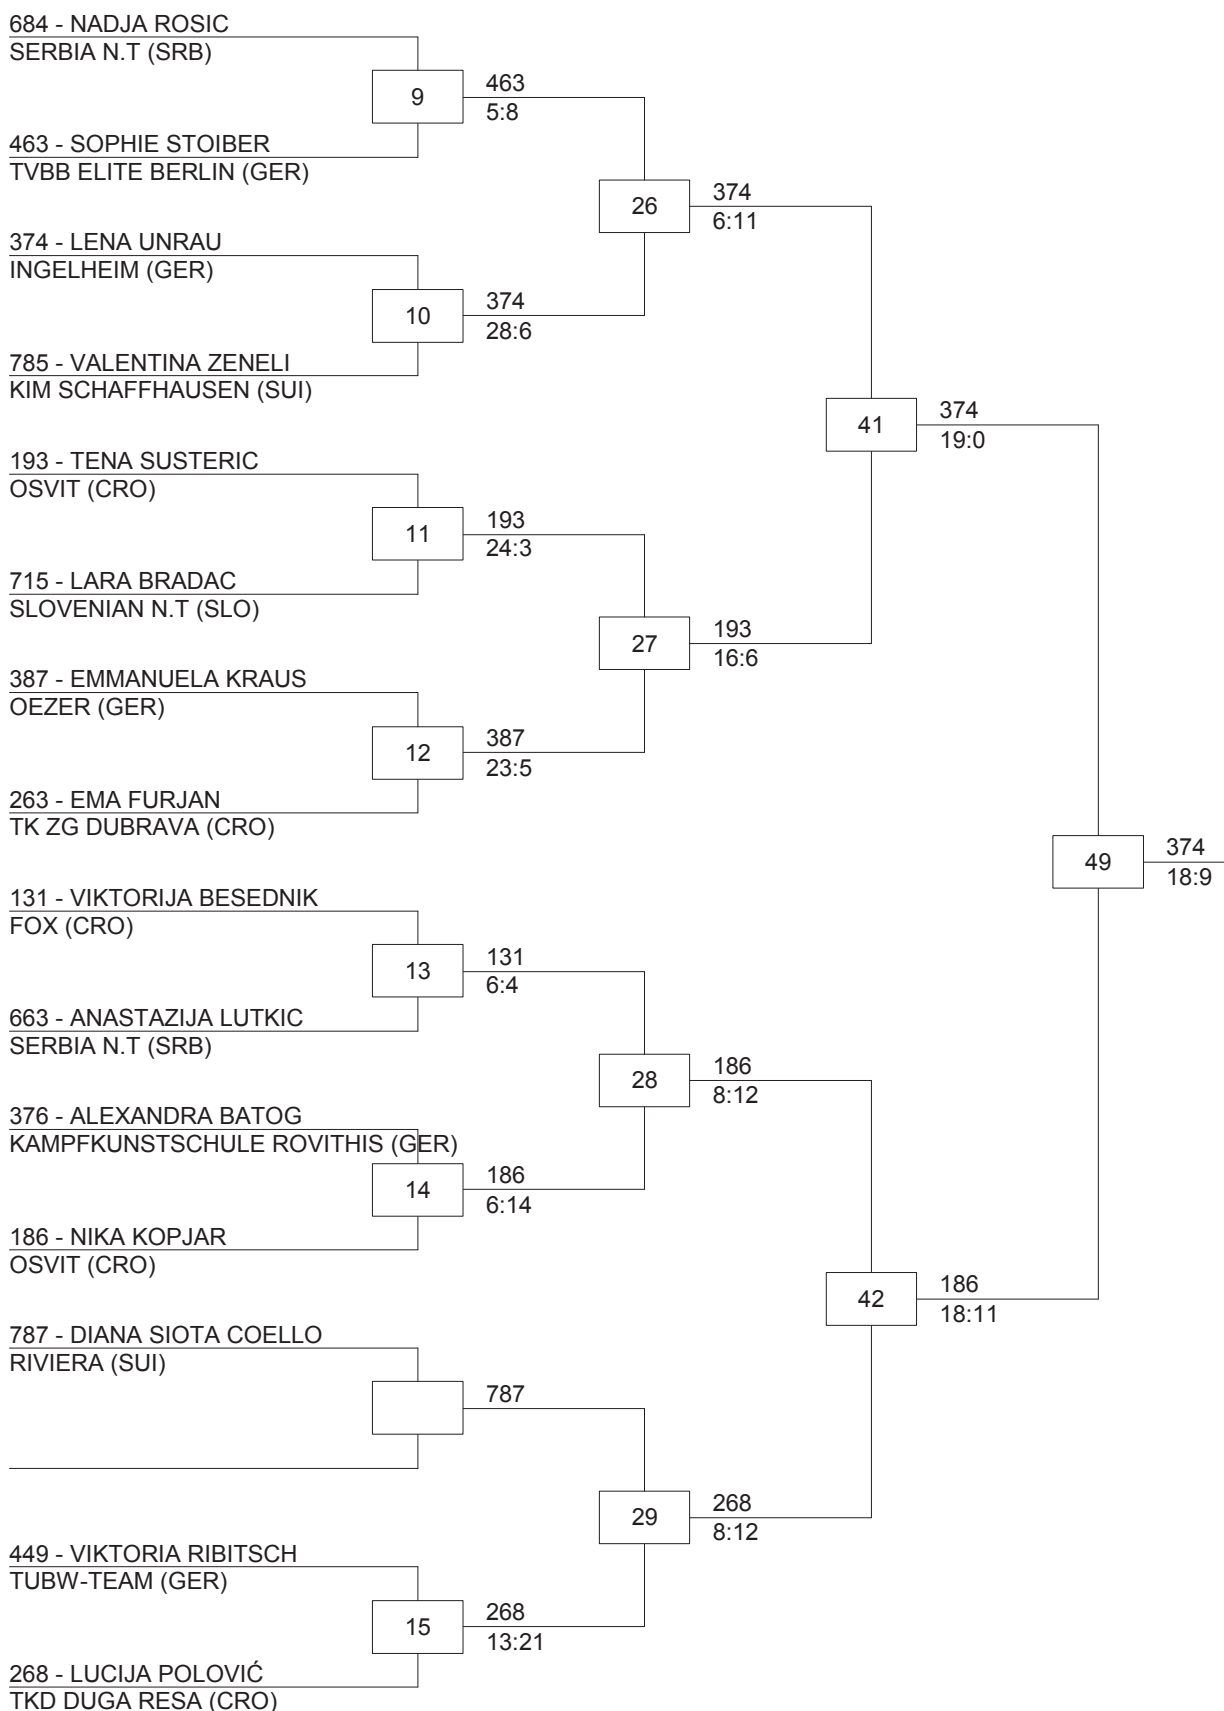 684 - NADJA ROSIC
SERBIA N.T (SRB)
463
9
5:8
463 - SOPHIE STOIBER
TVBB ELITE BERLIN (GER)
374
26
6:11
374 - LENA UNRAU
INGELHEIM (GER)
374
10
28:6
785 - VALENTINA ZENELI
KIM SCHAFFHAUSEN (SUI)
374
41
19:0
193 - TENA SUSTERIC
OSVIT (CRO)
193
11
24:3
715 - LARA BRADAC
SLOVENIAN N.T (SLO)
193
27
16:6
387 - EMMANUELA KRAUS
OEZER (GER)
387
12
23:5
263 - EMA FURJAN
TK ZG DUBRAVA (CRO)
374
49
18:9
131 - VIKTORIJA BESEDNIK
FOX (CRO)
131
13
6:4
663 - ANASTAZIJA LUTKIC
SERBIA N.T (SRB)
186
28
8:12
376 - ALEXANDRA BATOG
KAMPFKUNSTSCHULE ROVITHIS (GER)
186
14
6:14
186 - NIKA KOPJAR
OSVIT (CRO)
186
42
18:11
787 - DIANA SIOTA COELLO
RIVIERA (SUI)
787
268
29
8:12
449 - VIKTORIA RIBITSCH
TUBW-TEAM (GER)
268
15
13:21
268 - LUCIJA POLOVIĆ
TKD DUGA RESA (CRO)